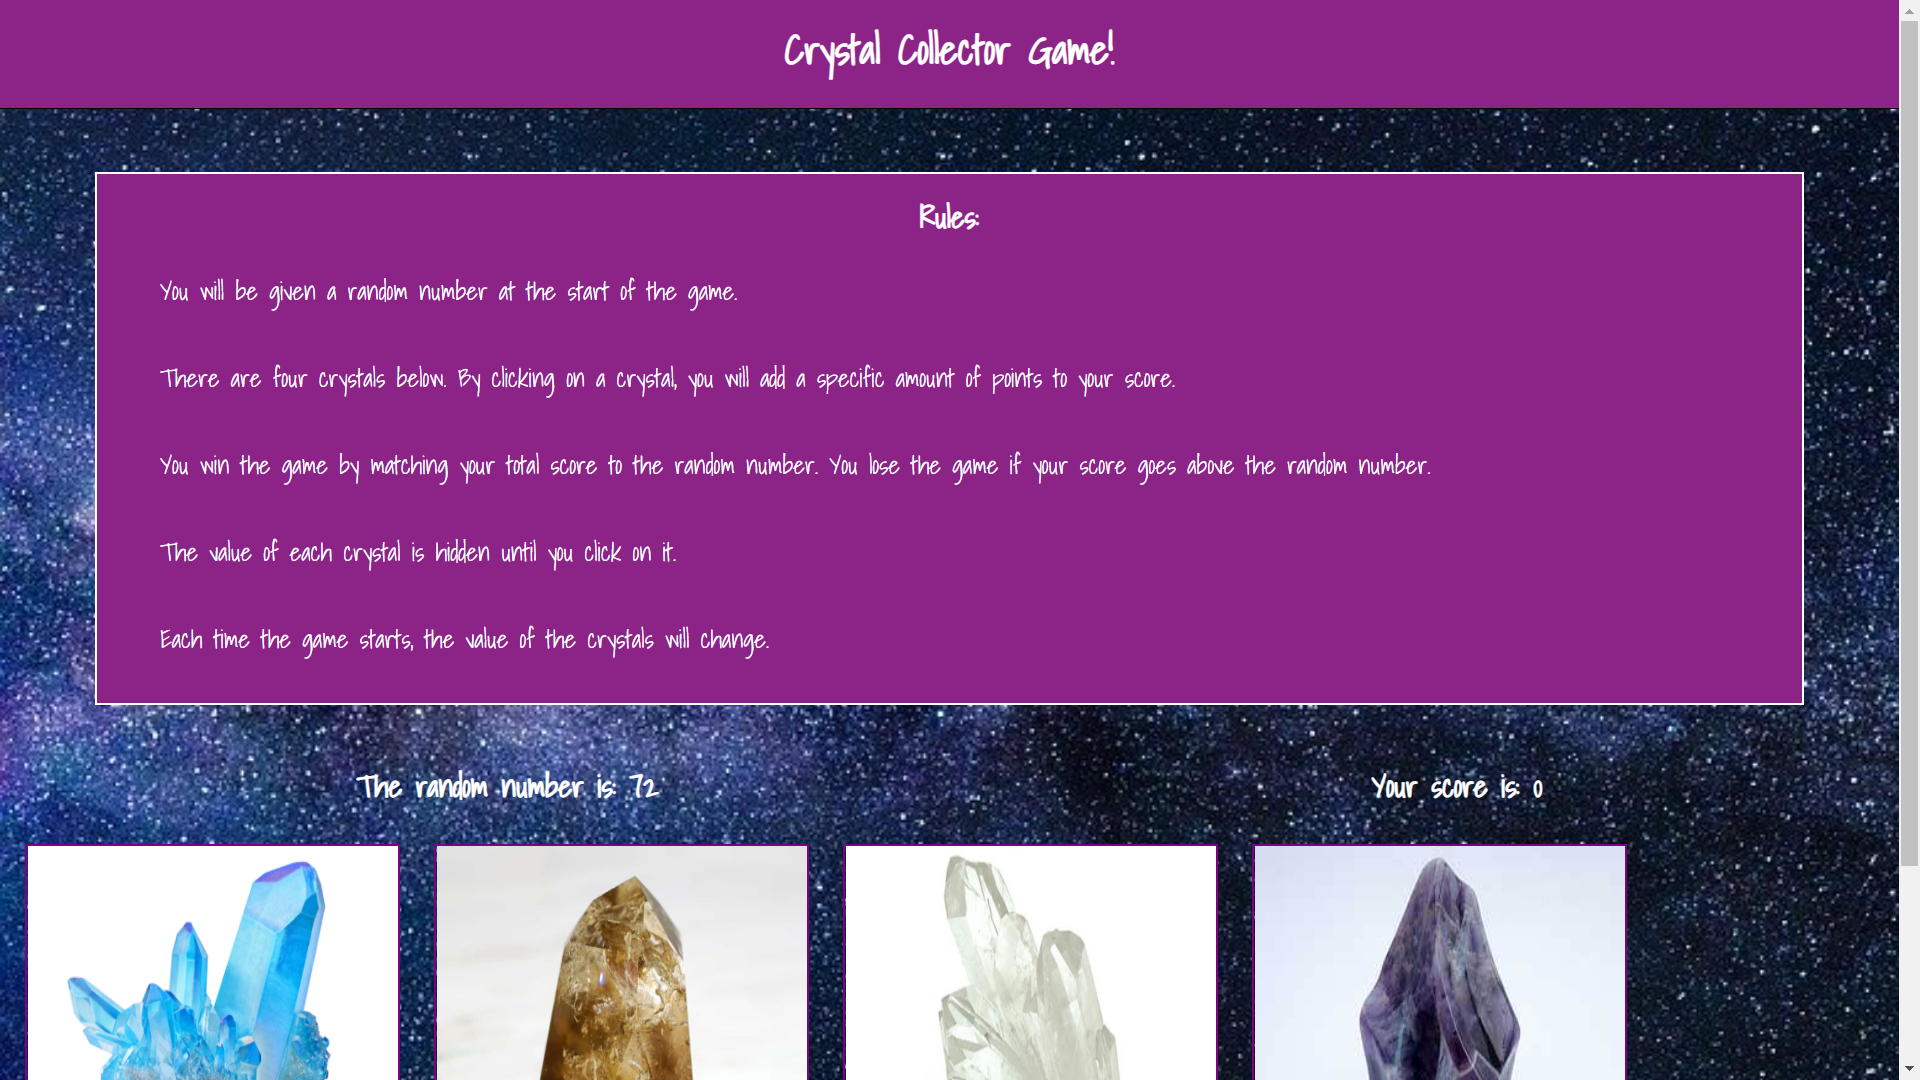 Crystal Collector Game!
Rules:
You will be given a random number at the start of the game.
There are four crystals below. By clicking on a crystal, you will add a specific amount of points to your score.
You win the game by matching your total score to the random number. You lose the game if your score goes above the random number.
The value of each crystal is hidden until you click on it.
Each time the game starts, the value of the crystals will change.
The random number is: 72
Your score is: 0